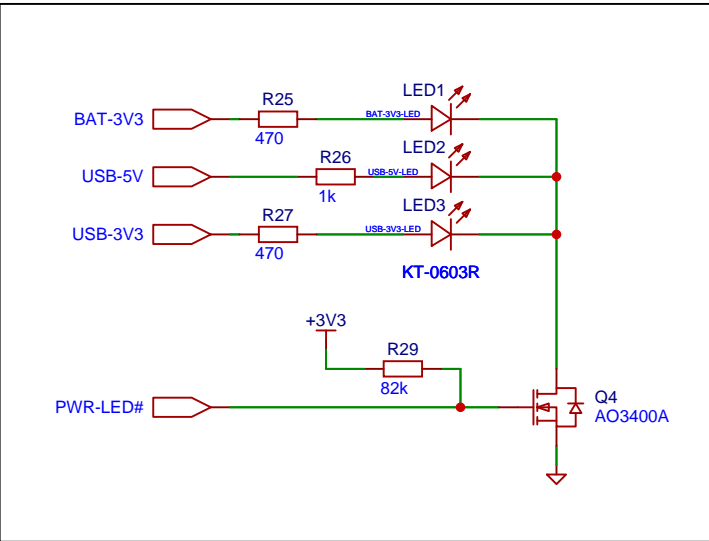 LED1
R25
BAT-3V3
BAT-3V3-LED
470
LED2
R26
USB-5V
USB-5V-LED
1k
LED3
R27
USB-3V3
USB-3V3-LED
470
KT-0603R
+3V3
R29
82k
PWR-LED#
Q4
AO3400A